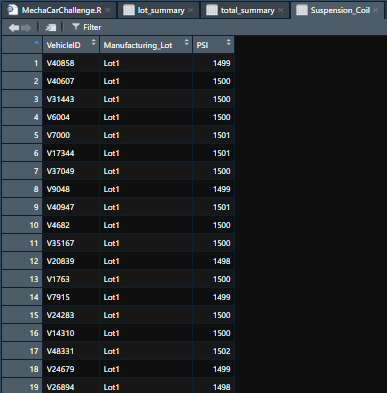 MechaCarChallenge.R lot_summary total_summary Suspension_Coil
Filter
VehicleID Manufacturing_Lot PSI
1 V40858 Lot1 1499
2 V40607 Lot1 1500
3 V31443 Lot1 1500
4 V6004 Lot1 1500
5 V7000 Lot1 1501
6 V17344 Lot1 1501
7 V37049 Lot1 1500
8 V9048 Lot1 1499
9 V40947 Lot1 1501
10 V4682 Lot1 1500
11 V35167 Lot1 1500
12 V20839 Lot1 1498
13 V1763 Lot1 1500
14 V7915 Lot1 1499
15 V24283 Lot1 1500
16 V14310 Lot1 1500
17 V48331 Lot1 1502
18 V24679 Lot1 1499
19 V26894 Lot1 1498